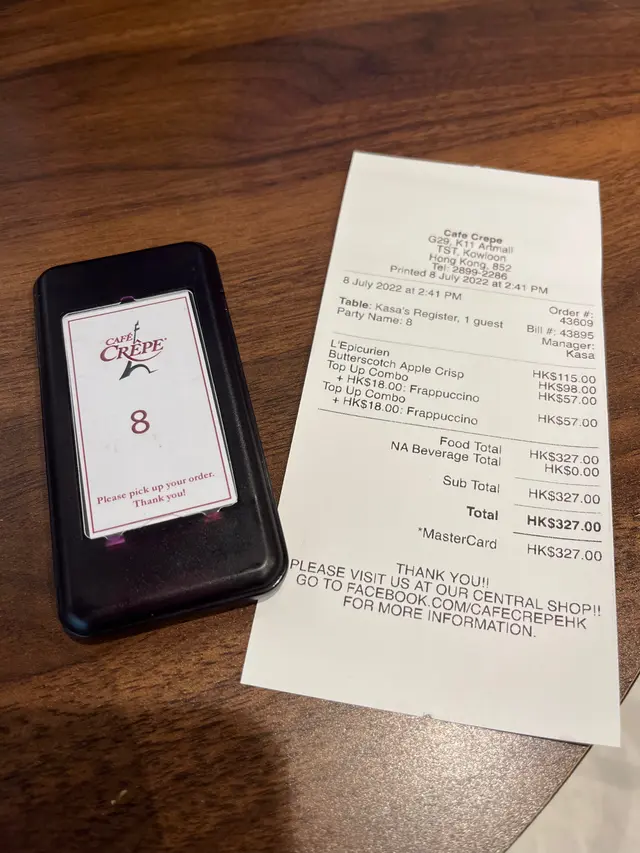 CAFÉ
CRÊPE
8
Please pick up your order.
Thank you!
Cafe Crepe
G29, K11 Artmall
TST, Kowloon
Hong Kong, 852
Tel: 2899-2286
Printed 8 July 2022 at 2:41 PM
8 July 2022 at 2:41 PM
Order #:
43609
Table: Kasa's Register, 1 guest
Bill #: 43895
Party Name: 8
Manager:
Kasa
L'Epicurien HK$115.00
Butterscotch Apple Crisp HK$98.00
Top Up Combo HK$57.00
+ HK$18.00: Frappuccino
Top Up Combo HK$57.00
+ HK$18.00: Frappuccino
Food Total HK$327.00
NA Beverage Total HK$0.00
Sub Total HK$327.00
Total HK$327.00
*MasterCard HK$327.00
THANK YOU!!
PLEASE VISIT US AT OUR CENTRAL SHOP!!
GO TO FACEBOOK.COM/CAFECREPEHK
FOR MORE INFORMATION.